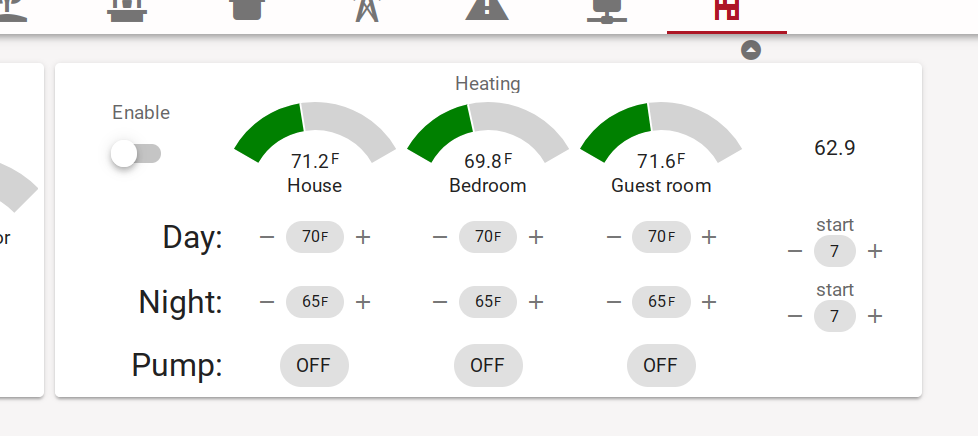 Heating
Enable
71.2F 69.8F 71.6F 62.9
House Bedroom Guest room
or
start
Day: − 70F + − 70F + − 70F + − 7 +
start
Night: − 65F + − 65F + − 65F + − 7 +
Pump: OFF OFF OFF